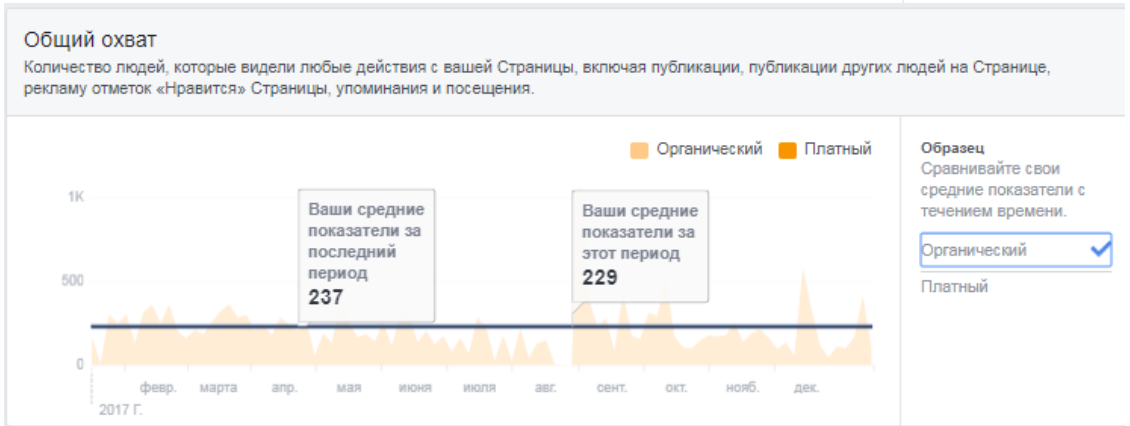 Общий охват
Количество людей, которые видели любые действия с вашей Страницы, включая публикации, публикации других людей на Странице,
рекламу отметок «Нравится» Страницы, упоминания и посещения.
Органический
Платный
1K
500
0
Ваши средние
показатели за
последний
период
237
Ваши средние
показатели за
этот период
229
февр.
марта
апр.
мая
июня
июля
авг.
сент.
окт.
нояб.
дек.
2017 Г.
Образец
Сравнивайте свои
средние показатели с
течением времени.
Органический
Платный